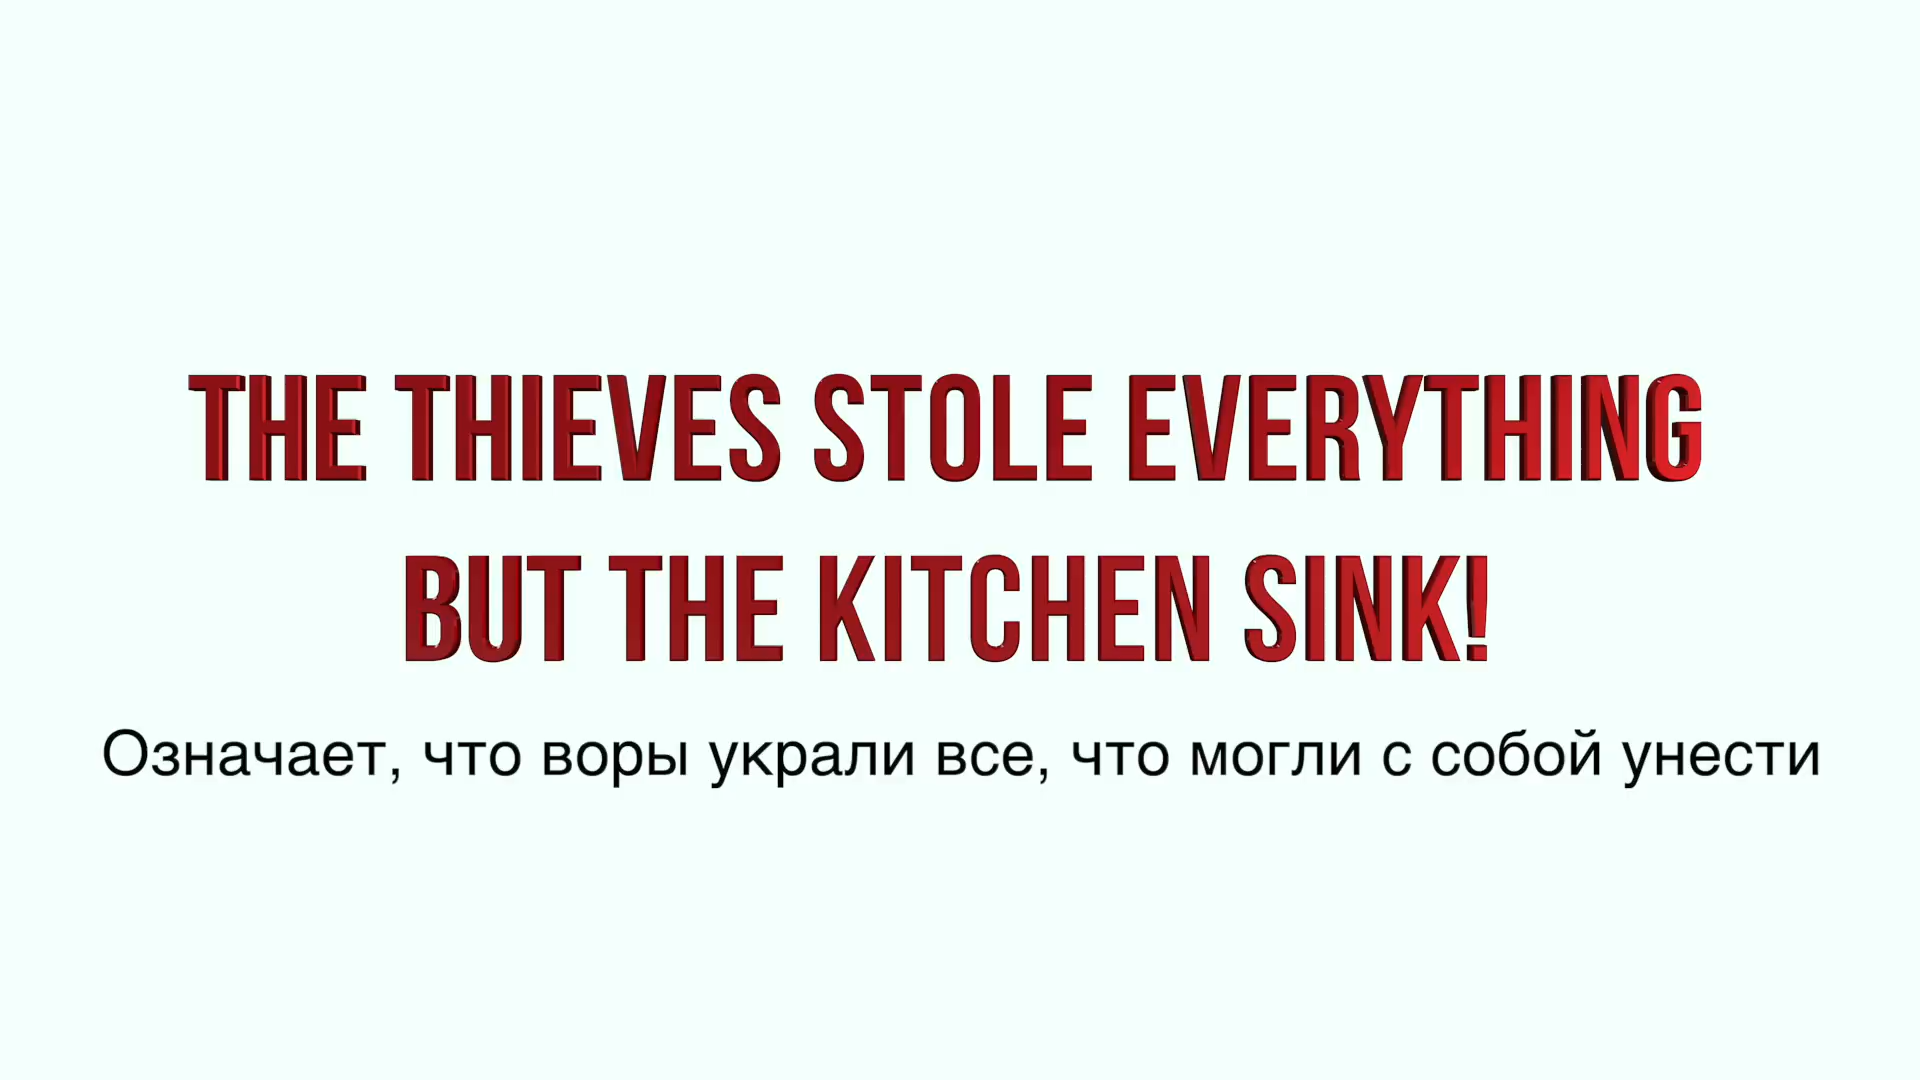 THE THIEVES STOLE EVERYTHING
BUT THE KITCHEN SINK!
Означает, что воры украли все, что могли с собой унести